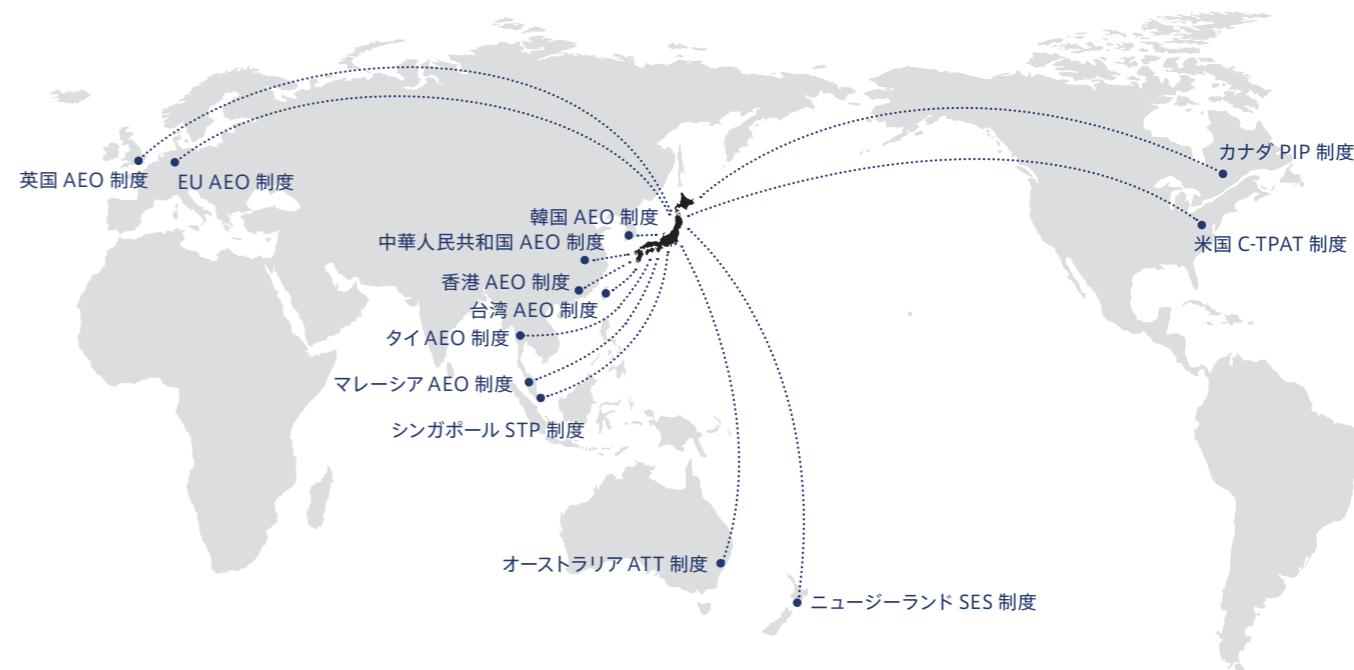 カナダ PIP 制度
英国 AEO 制度
EU AEO 制度
韓国 AEO 制度
中華人民共和国 AEO 制度
米国 C-TPAT 制度
香港 AEO 制度
台湾 AEO 制度
タイ AEO 制度
マレーシア AEO 制度
シンガポール STP 制度
オーストラリア ATT 制度
ニュージーランド SES 制度